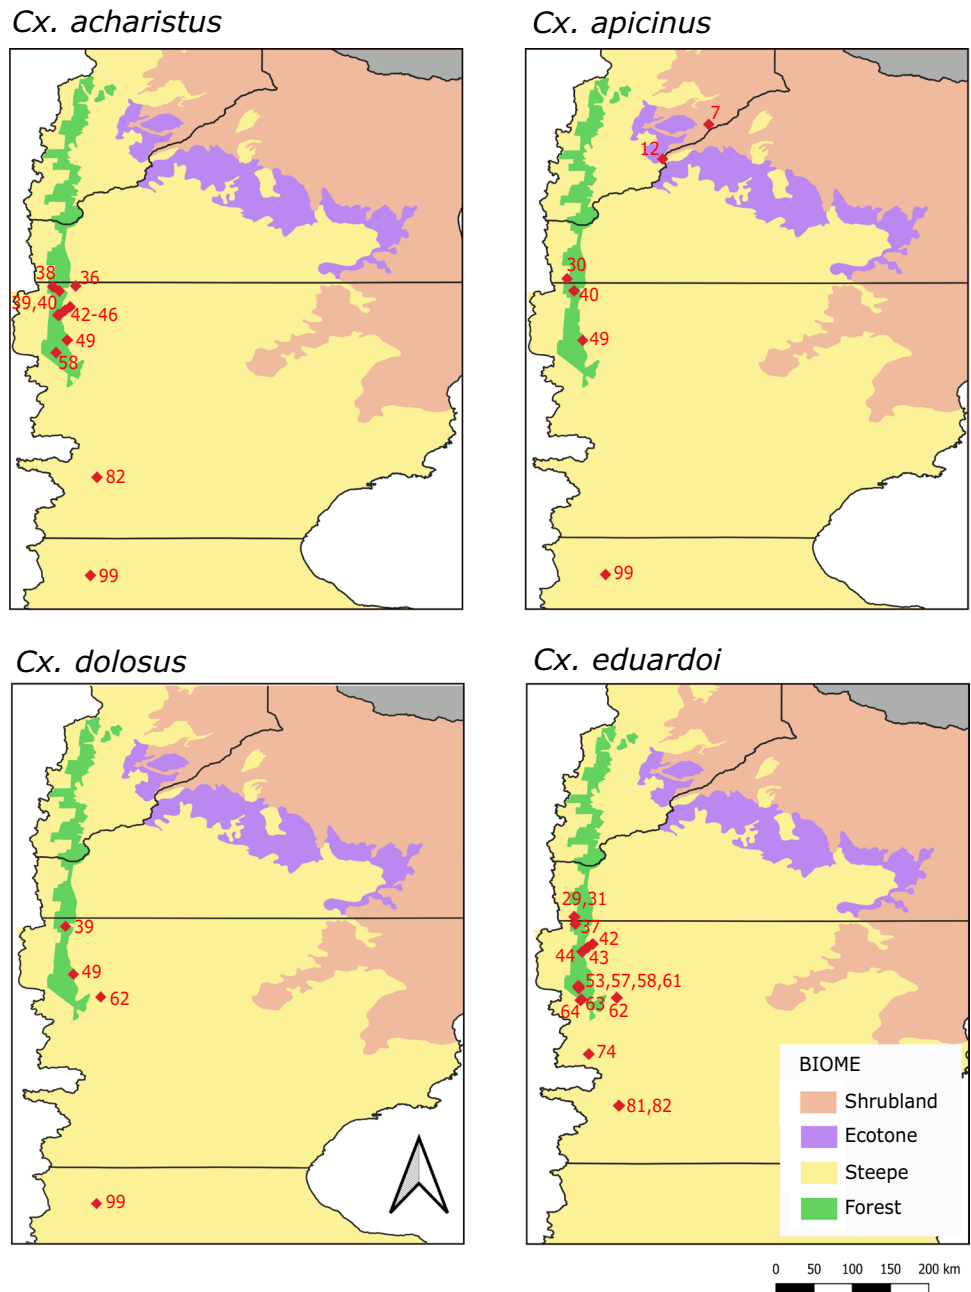 Cx. acharistus
38
36
39,40
42-46
49
58
82
99
Cx. apicinus
7
12
30
40
49
99
Cx. dolosus
39
49
62
99
Cx. eduardoi
29,31
37
42
44
43
53,57,58,61
64
63
62
74
81,82
BIOME
Shrubland
Ecotone
Steepe
Forest
0 50 100 150 200 km